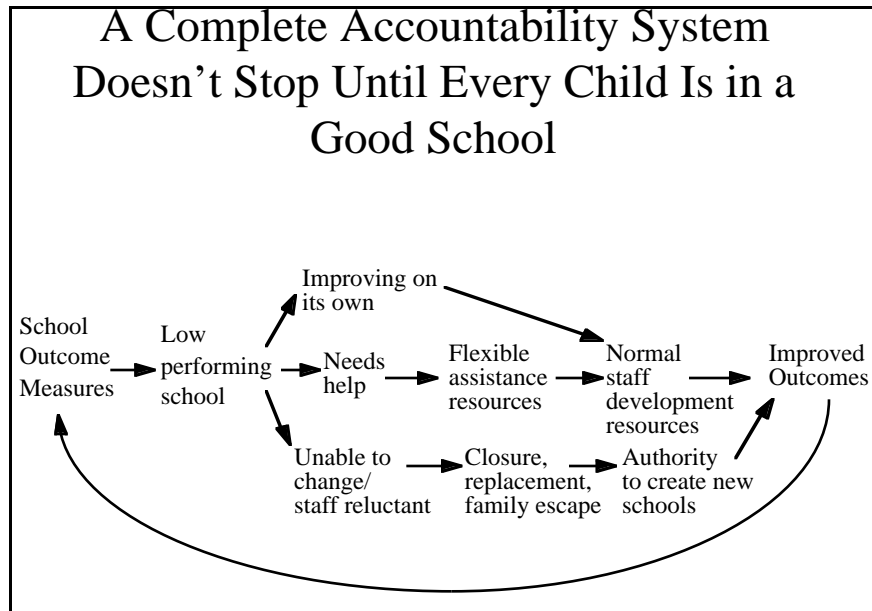 A Complete Accountability System
Doesn't Stop Until Every Child Is in a
Good School
School
Outcome
Measures
Low
performing
school
Improving on
its own
Needs
help
Flexible
assistance
resources
Normal
staff
development
resources
Improved
Outcomes
Unable to
change/
staff reluctant
Closure,
replacement,
family escape
Authority
to create new
schools